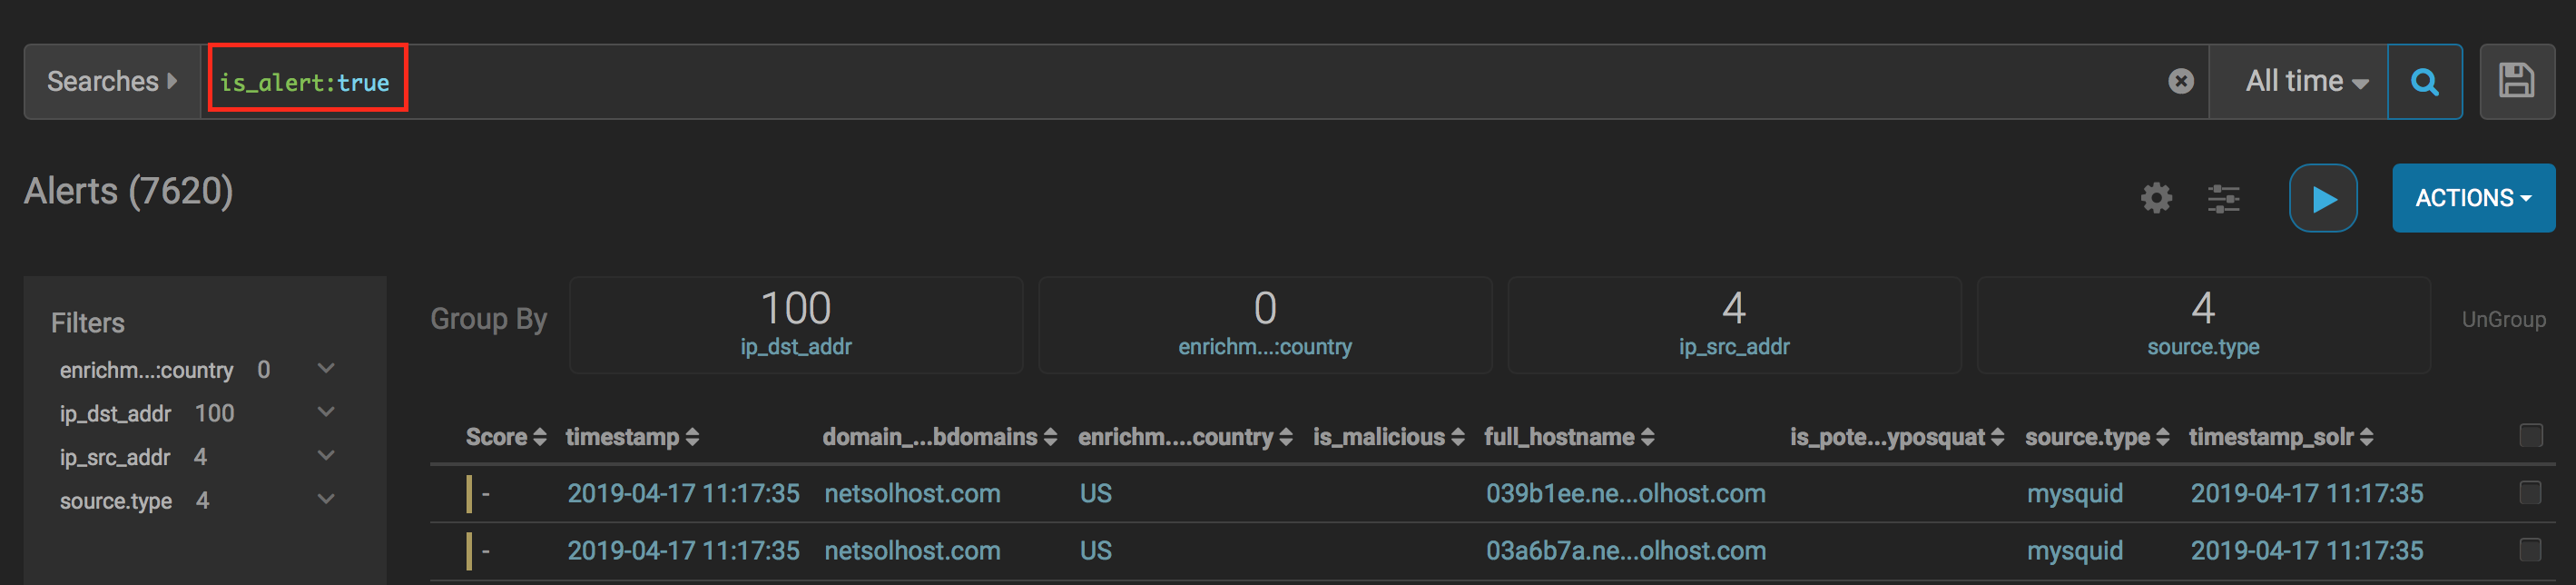 Searches is_alert:true All time
Alerts (7620) ACTIONS
Filters
enrichm...:country 0
ip_dst_addr 100
ip_src_addr 4
source.type 4
Group By 100 0 4 4 UnGroup
ip_dst_addr enrichm...:country ip_src_addr source.type
Score timestamp domain_...bdomains enrichm....country is_malicious full_hostname is_pote...yposquat source.type timestamp_solr
- 2019-04-17 11:17:35 netsolhost.com US 039b1ee.ne...olhost.com mysquid 2019-04-17 11:17:35
- 2019-04-17 11:17:35 netsolhost.com US 03a6b7a.ne...olhost.com mysquid 2019-04-17 11:17:35